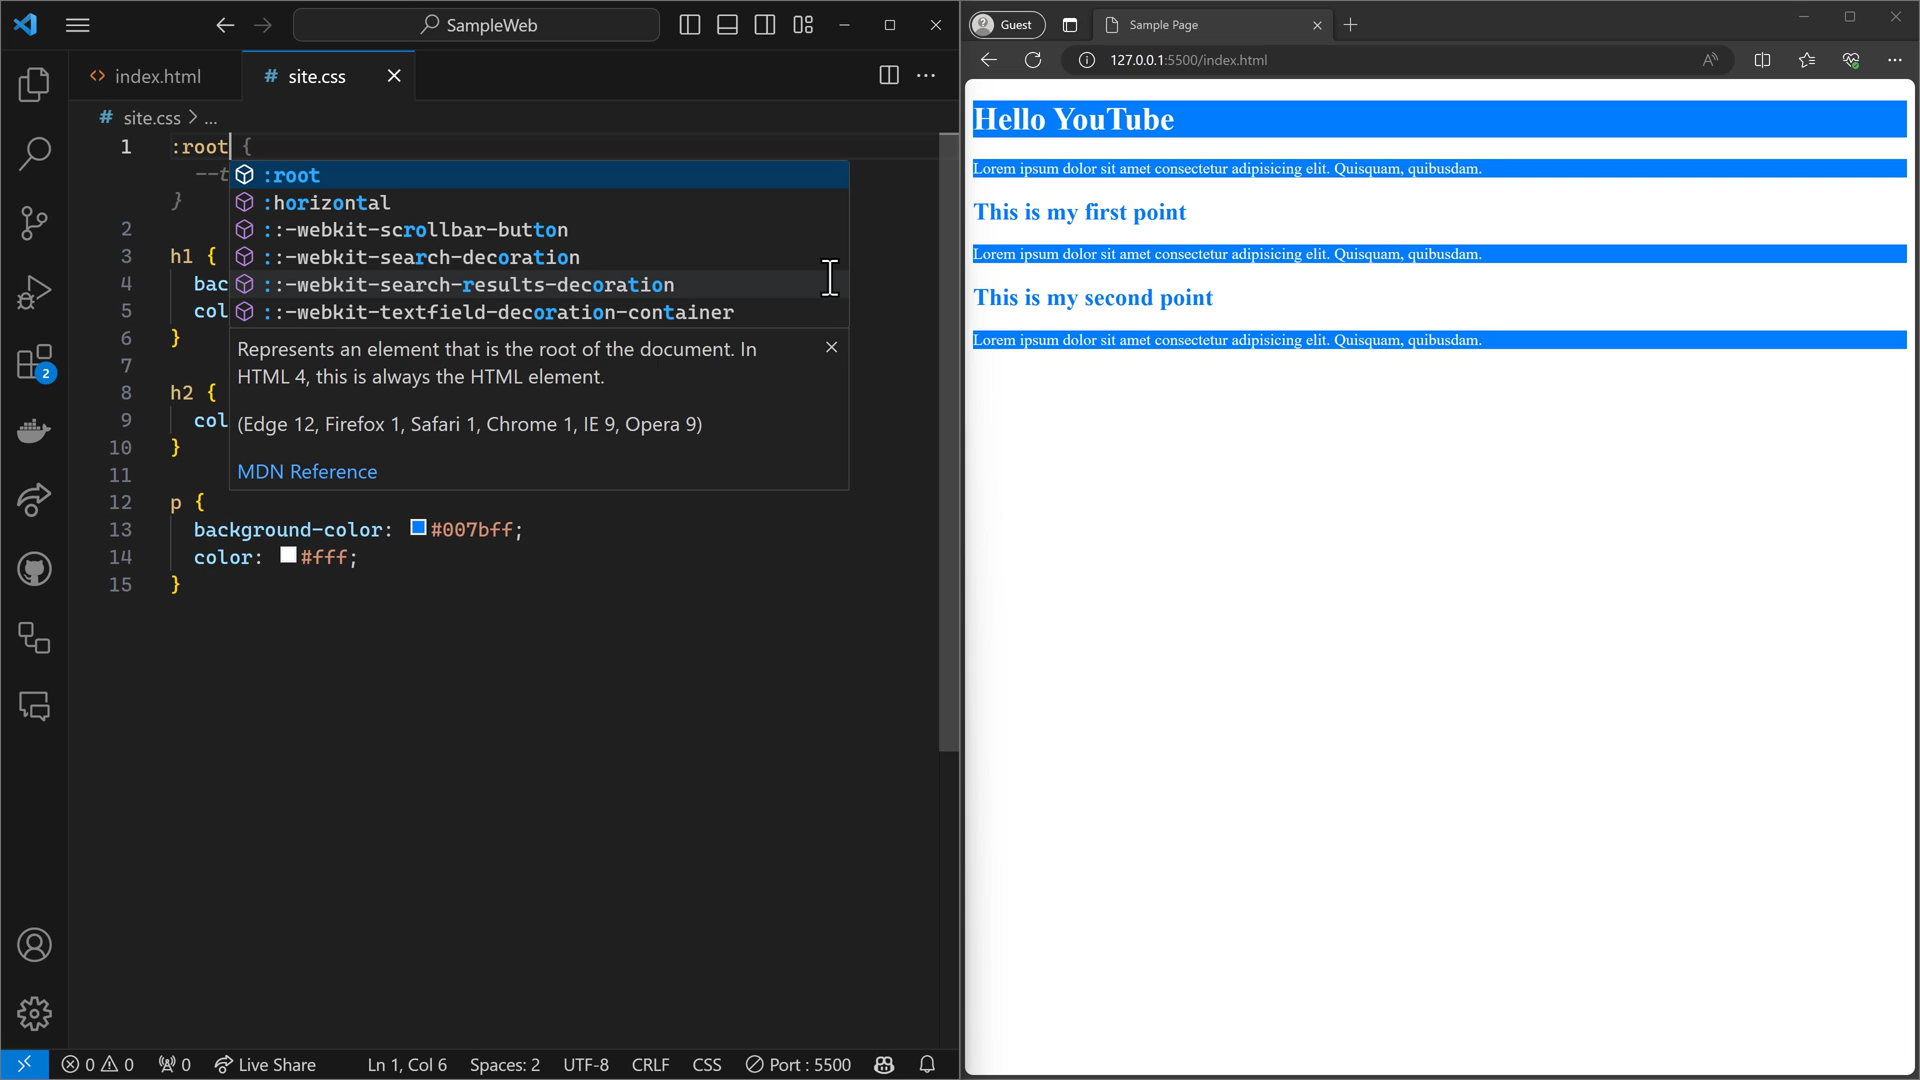 SampleWeb
index.html
# site.css
# site.css > ...
1 :root {
--t
}
2
3 h1 {
4 bac
5 col
6 }
7
8 h2 {
9 col
10 }
11
12 p {
13 background-color: #007bff;
14 color: #fff;
15 }
:root
:horizontal
::-webkit-scrollbar-button
::-webkit-search-decoration
::-webkit-search-results-decoration
::-webkit-textfield-decoration-container
Represents an element that is the root of the document. In
HTML 4, this is always the HTML element.
(Edge 12, Firefox 1, Safari 1, Chrome 1, IE 9, Opera 9)
MDN Reference
2
0 0 0 Live Share Ln 1, Col 6 Spaces: 2 UTF-8 CRLF CSS Port : 5500
Guest
Sample Page
127.0.0.1:5500/index.html
Hello YouTube
Lorem ipsum dolor sit amet consectetur adipisicing elit. Quisquam, quibusdam.
This is my first point
Lorem ipsum dolor sit amet consectetur adipisicing elit. Quisquam, quibusdam.
This is my second point
Lorem ipsum dolor sit amet consectetur adipisicing elit. Quisquam, quibusdam.